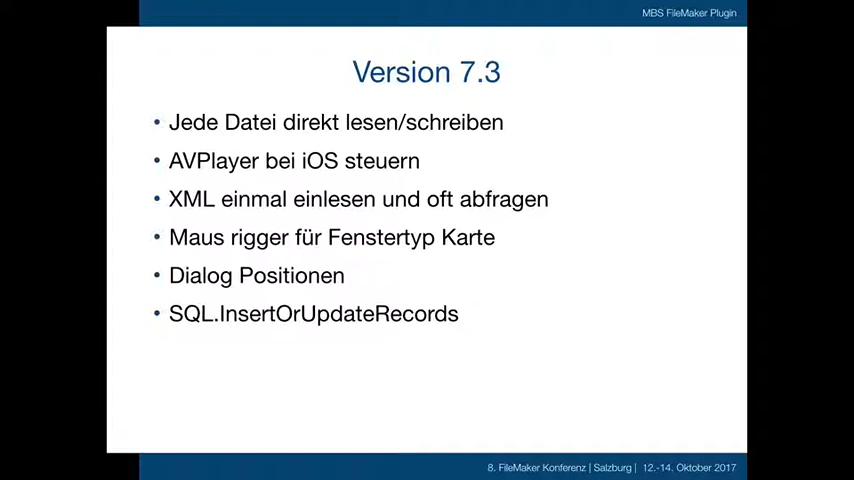 MBS FileMaker Plugin
Version 7.3
• Jede Datei direkt lesen/schreiben
• AVPlayer bei iOS steuern
• XML einmal einlesen und oft abfragen
• Maus rigger für Fenstertyp Karte
• Dialog Positionen
• SQL.InsertOrUpdateRecords
8. FileMaker Konferenz | Salzburg | 12.-14. Oktober 2017